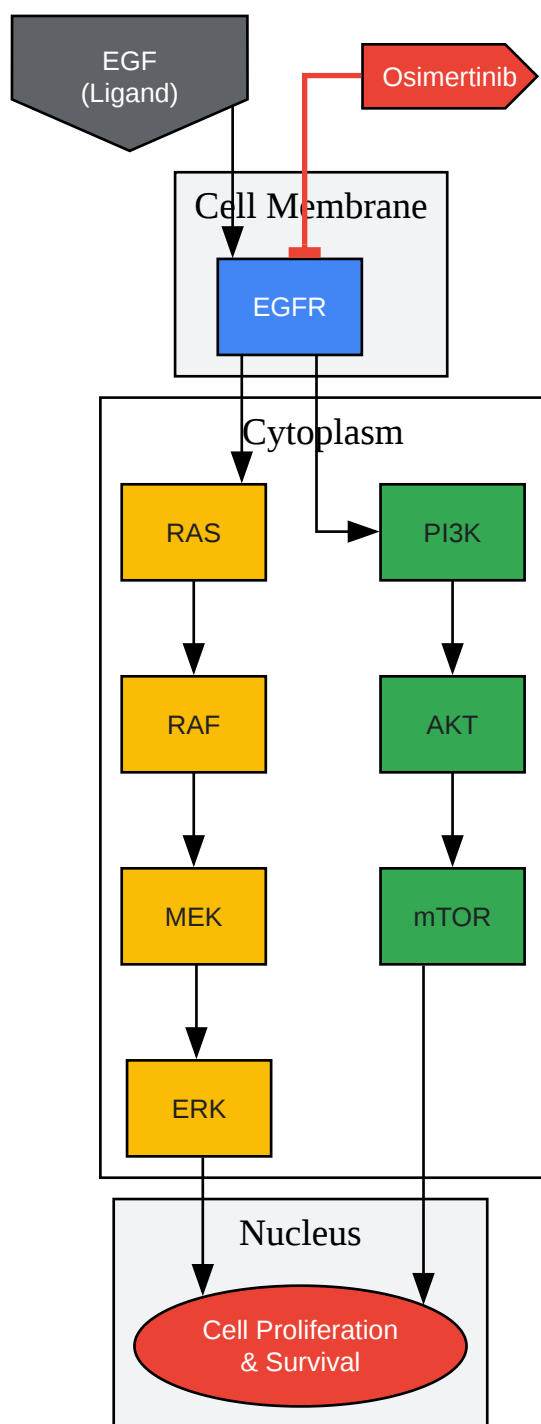 EGF
(Ligand)
Osimertinib
Cell Membrane
EGFR
Cytoplasm
RAS
PI3K
RAF
AKT
MEK
mTOR
ERK
Nucleus
Cell Proliferation
& Survival